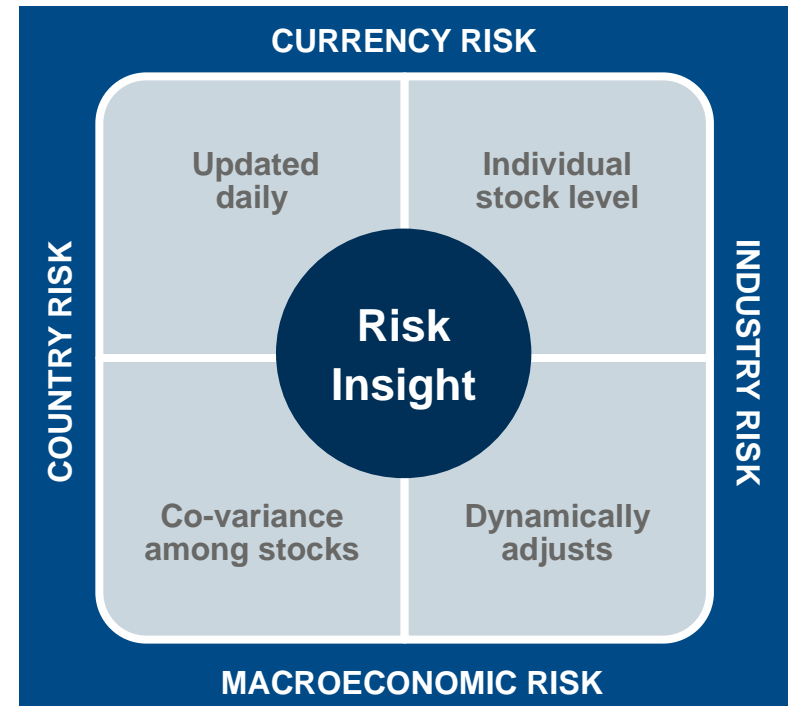 CURRENCY RISK
Updated
daily
Individual
stock level
COUNTRY RISK
Risk
Insight
INDUSTRY RISK
Co-variance
among stocks
Dynamically
adjusts
MACROECONOMIC RISK